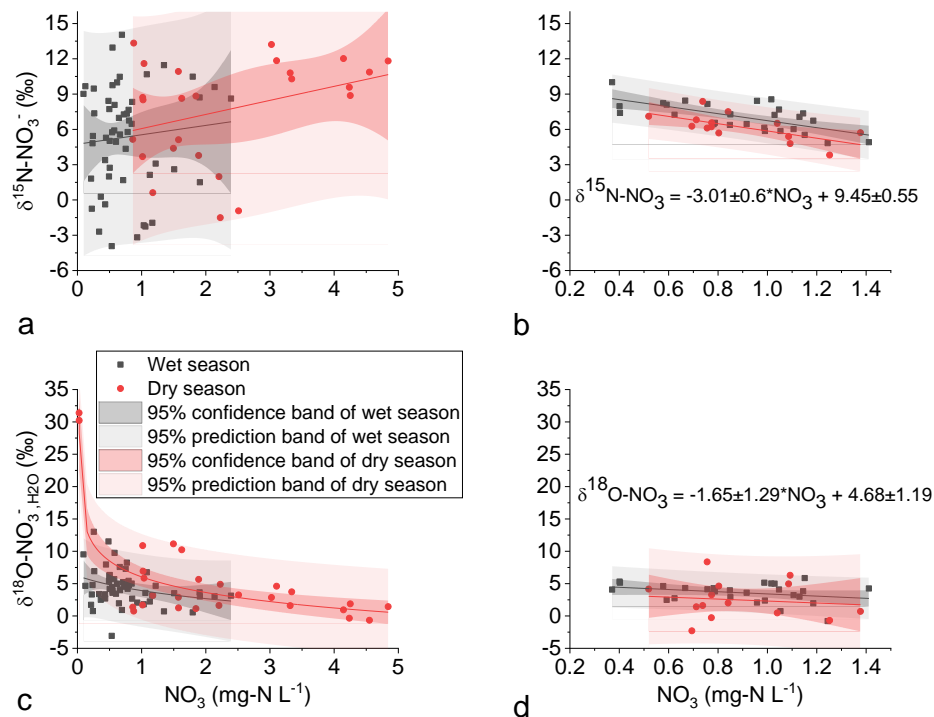 15
12
9
6
3
0
-3
-6
δ15N-NO3- (‰)
0 1 2 3 4 5
a
15
12
9
6
3
0
-3
-6
δ15N-NO3 = -3.01±0.6*NO3 + 9.45±0.55
0.2 0.4 0.6 0.8 1.0 1.2 1.4
b
Wet season
Dry season
95% confidence band of wet season
95% prediction band of wet season
95% confidence band of dry season
95% prediction band of dry season
35
30
25
20
15
10
5
0
-5
δ18O-NO3-,H2O (‰)
0 1 2 3 4 5
NO3 (mg-N L-1)
c
35
30
25
20
15
10
5
0
-5
δ18O-NO3 = -1.65±1.29*NO3 + 4.68±1.19
0.2 0.4 0.6 0.8 1.0 1.2 1.4
NO3 (mg-N L-1)
d